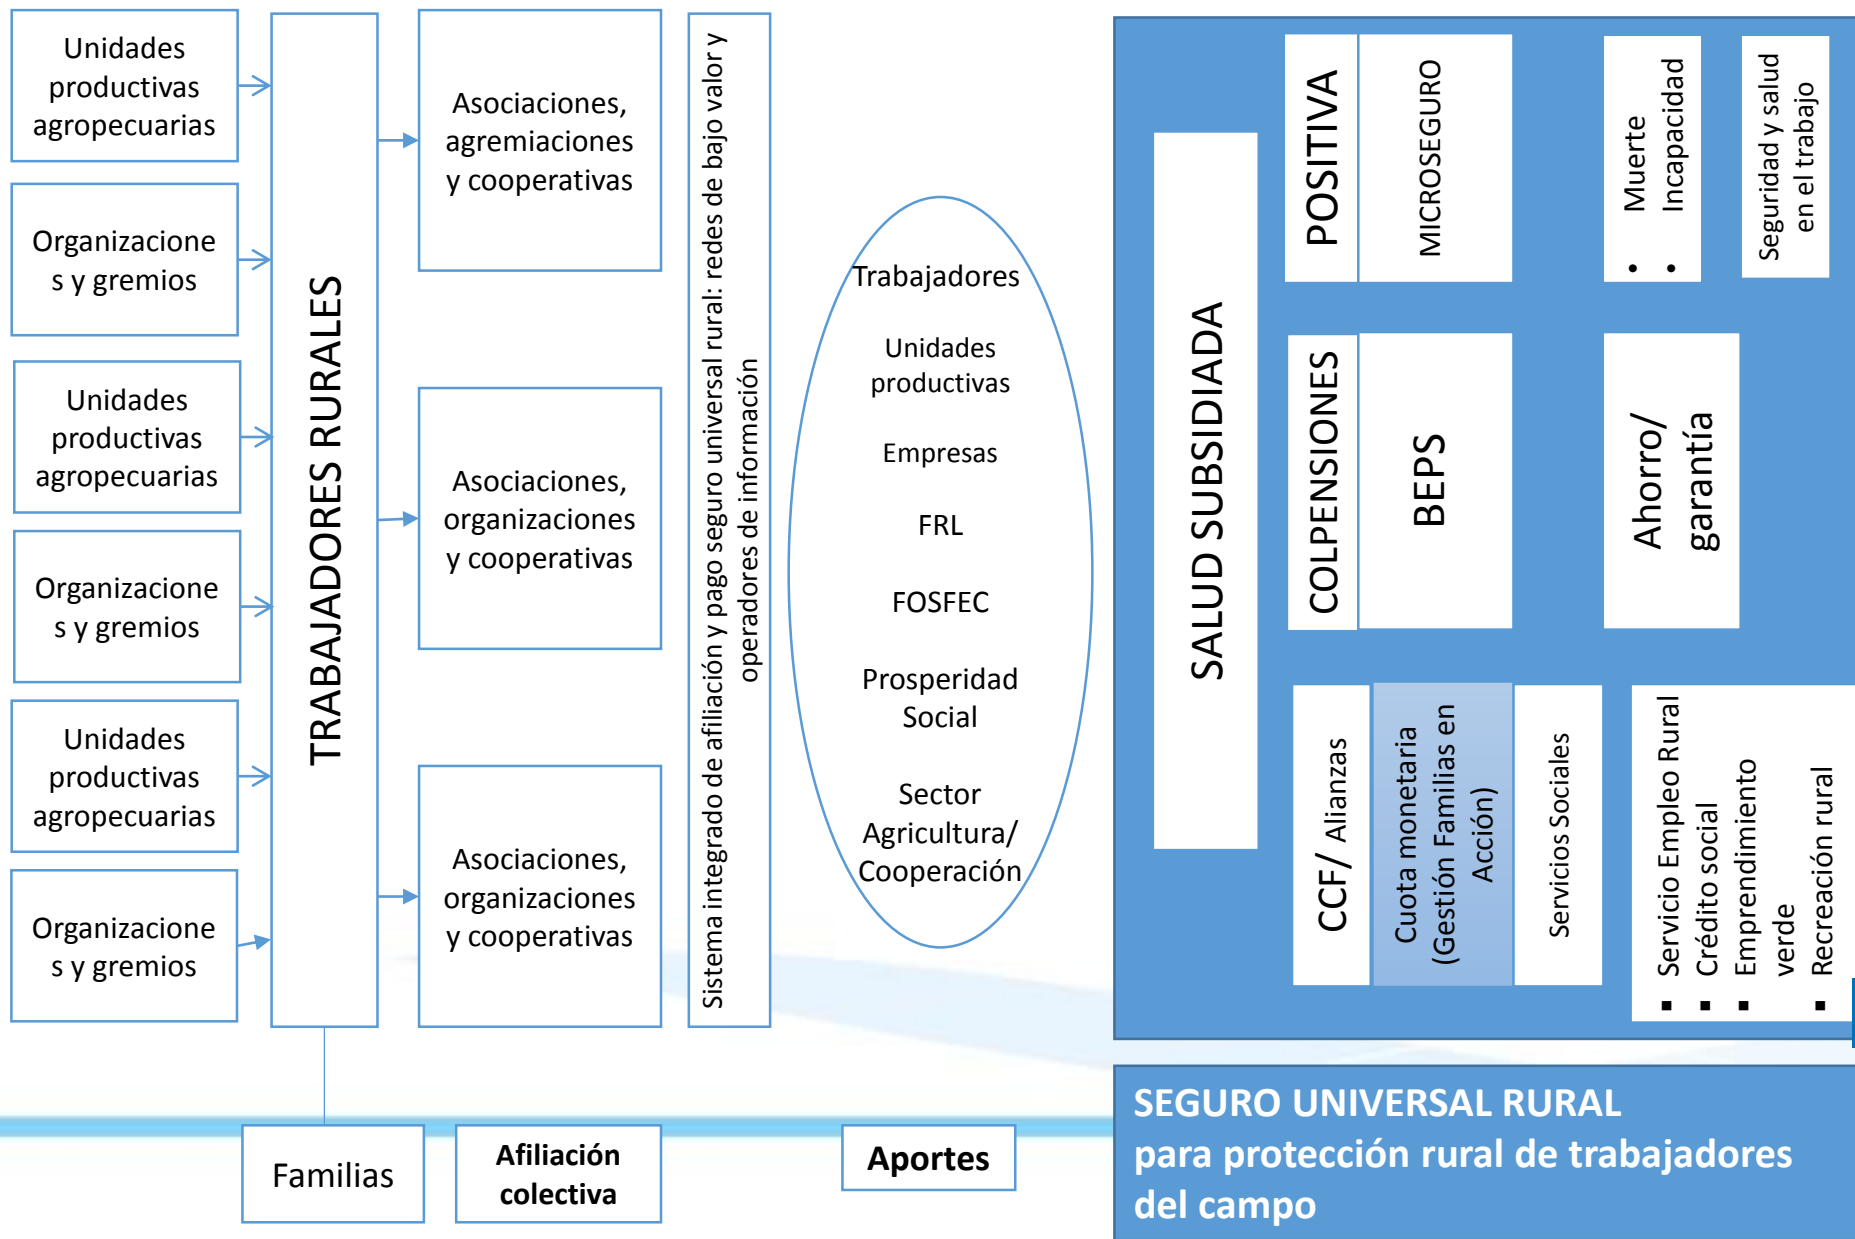 Unidades
productivas
agropecuarias
Organizacione
s y gremios
Unidades
productivas
agropecuarias
Organizacione
s y gremios
Unidades
productivas
agropecuarias
Organizacione
s y gremios
TRABAJADORES RURALES
Familias
Asociaciones,
agremiaciones
y cooperativas
Asociaciones,
organizaciones
y cooperativas
Asociaciones,
organizaciones
y cooperativas
Afiliación
colectiva
Sistema integrado de afiliación y pago seguro universal rural: redes de bajo valor y
operadores de información
Trabajadores
Unidades
productivas
Empresas
FRL
FOSFEC
Prosperidad
Social
Sector
Agricultura/
Cooperación
Aportes
SALUD SUBSIDIADA
POSITIVA
MICROSEGURO
• Muerte
• Incapacidad
Seguridad y salud
en el trabajo
COLPENSIONES
BEPS
Ahorro/
garantía
CCF/ Alianzas
Cuota monetaria
(Gestión Familias en
Acción)
Servicios Sociales
▪ Servicio Empleo Rural
▪ Crédito social
▪ Emprendimiento
verde
▪ Recreación rural
SEGURO UNIVERSAL RURAL
para protección rural de trabajadores
del campo